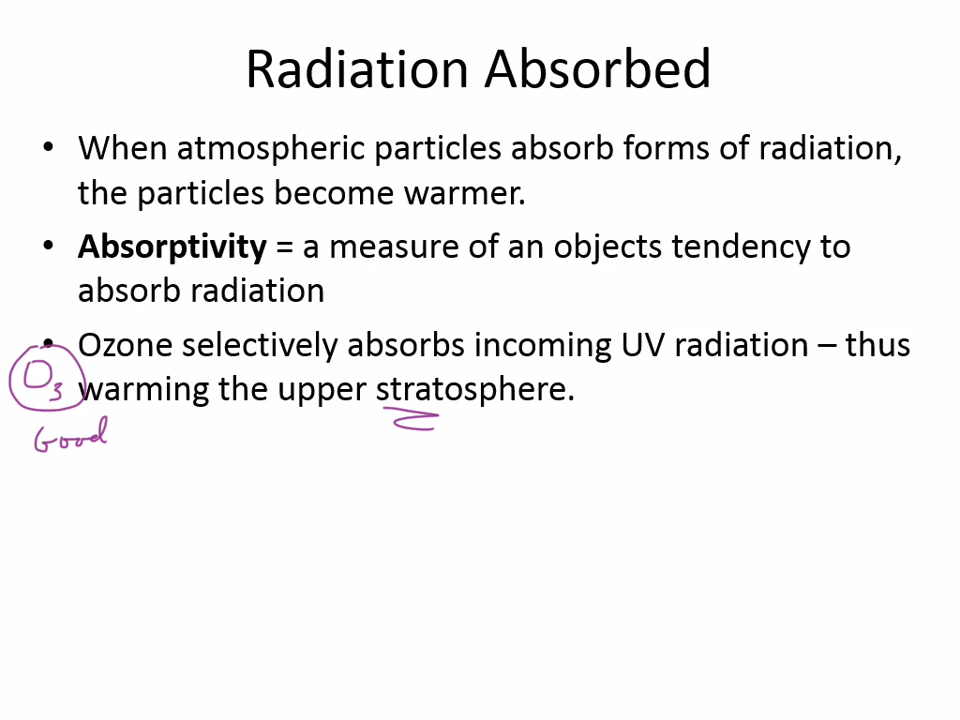 Radiation Absorbed
• When atmospheric particles absorb forms of radiation,
the particles become warmer.
• Absorptivity = a measure of an objects tendency to
absorb radiation
• Ozone selectively absorbs incoming UV radiation – thus
O3
warming the upper stratosphere.
Good